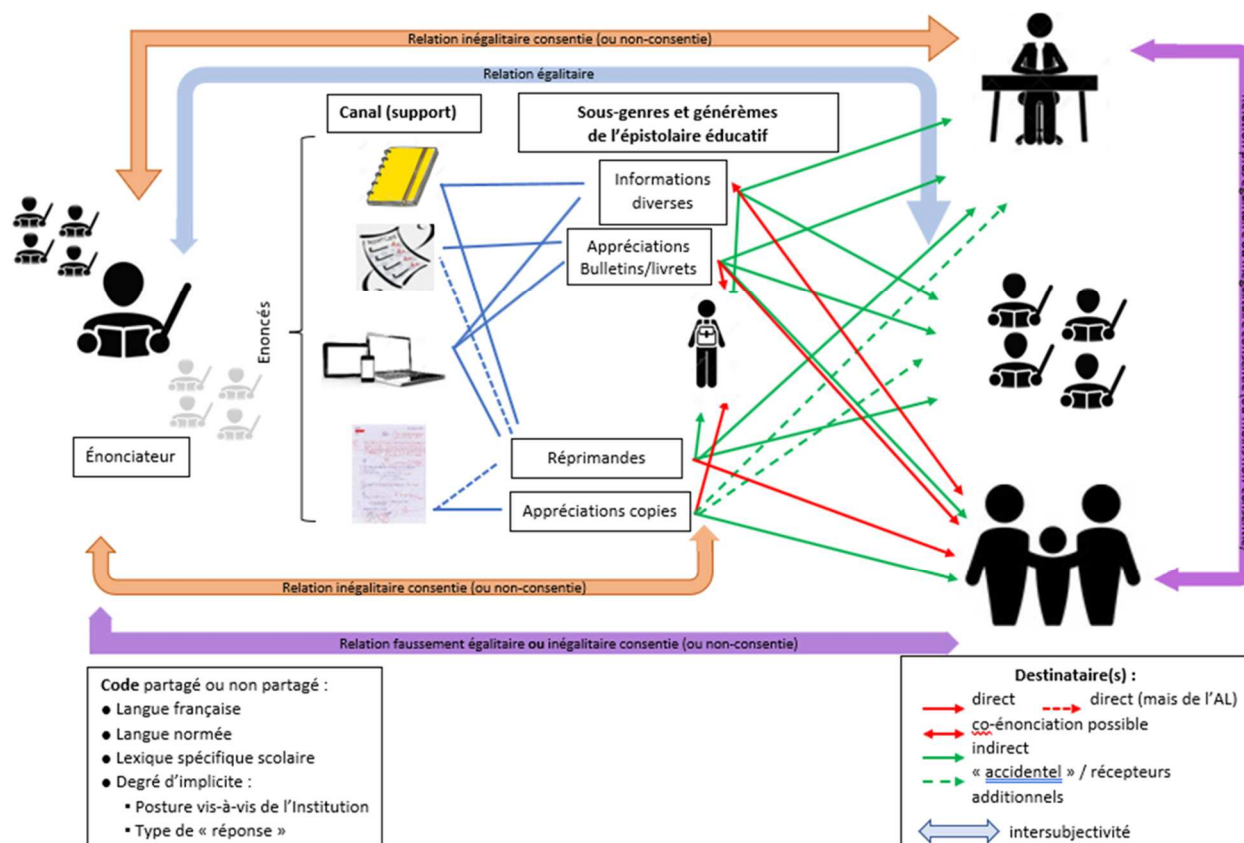 Relation inégalitaire consentie (ou non-consentie)
Relation égalitaire
Canal (support)
Sous-genres et générèmes
de l'épistolaire éducatif
Informations
diverses
Appréciations
Bulletins/livrets
Enoncés
Énonciateur
Réprimandes
Appréciations copies
Relation inégalitaire consentie (ou non-consentie)
Relation faussement égalitaire ou inégalitaire consentie (ou non-consentie)
Code partagé ou non partagé :
● Langue française
● Langue normée
● Lexique spécifique scolaire
● Degré d'implicite :
▪ Posture vis-à-vis de l'Institution
▪ Type de « réponse »
Destinataire(s) :
direct
direct (mais de l'AL)
co-énonciation possible
indirect
« accidentel » / récepteurs
additionnels
intersubjectivité